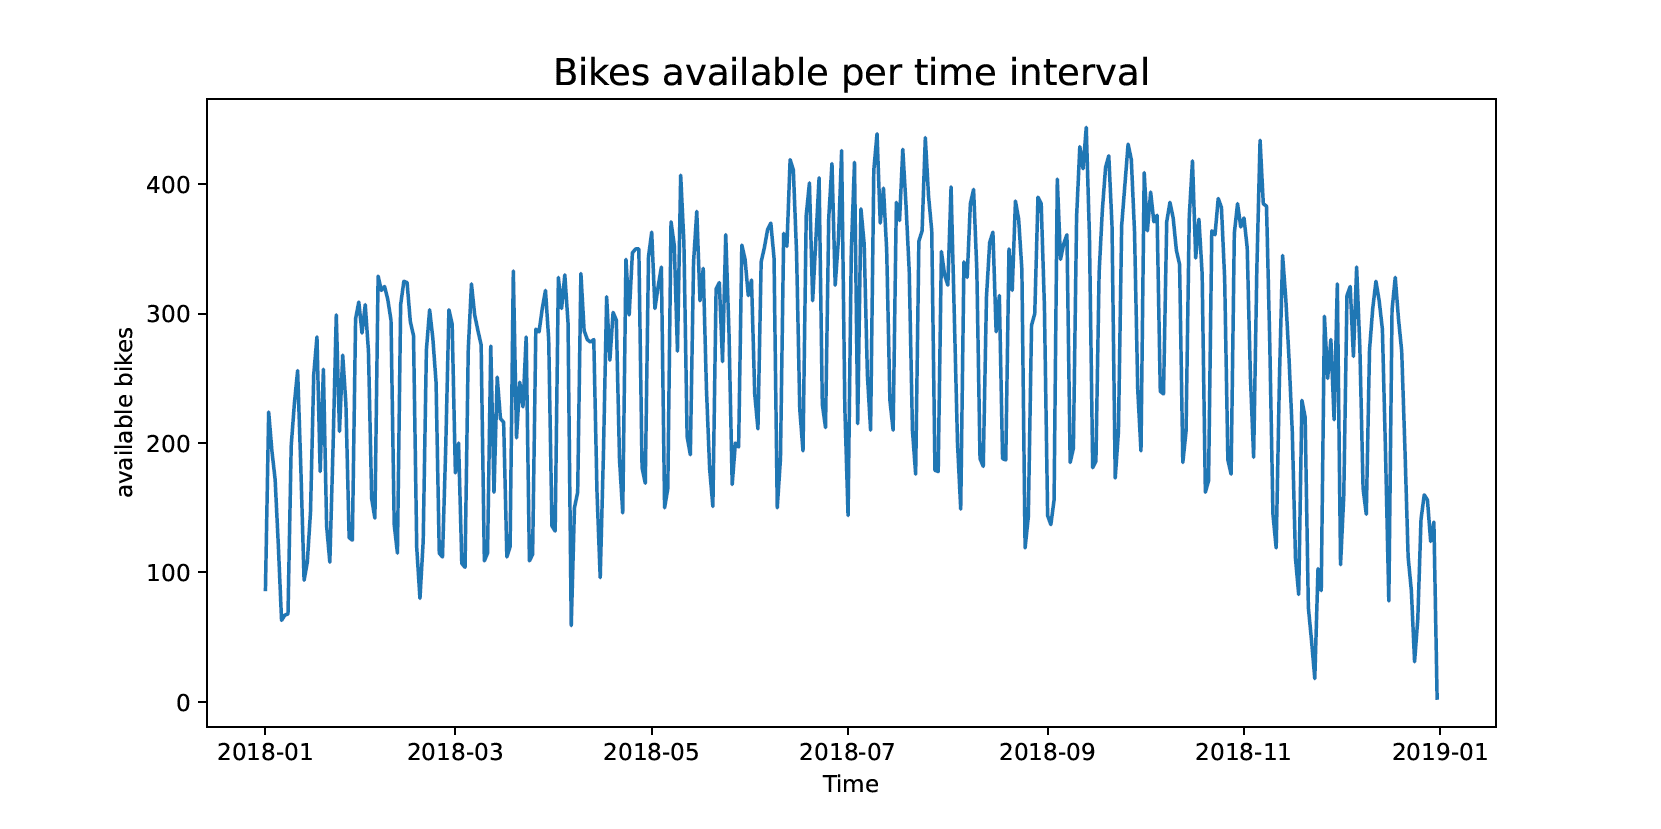 Bikes available per time interval
available bikes
400
300
200
100
0
2018-01 2018-03 2018-05 2018-07 2018-09 2018-11 2019-01
Time